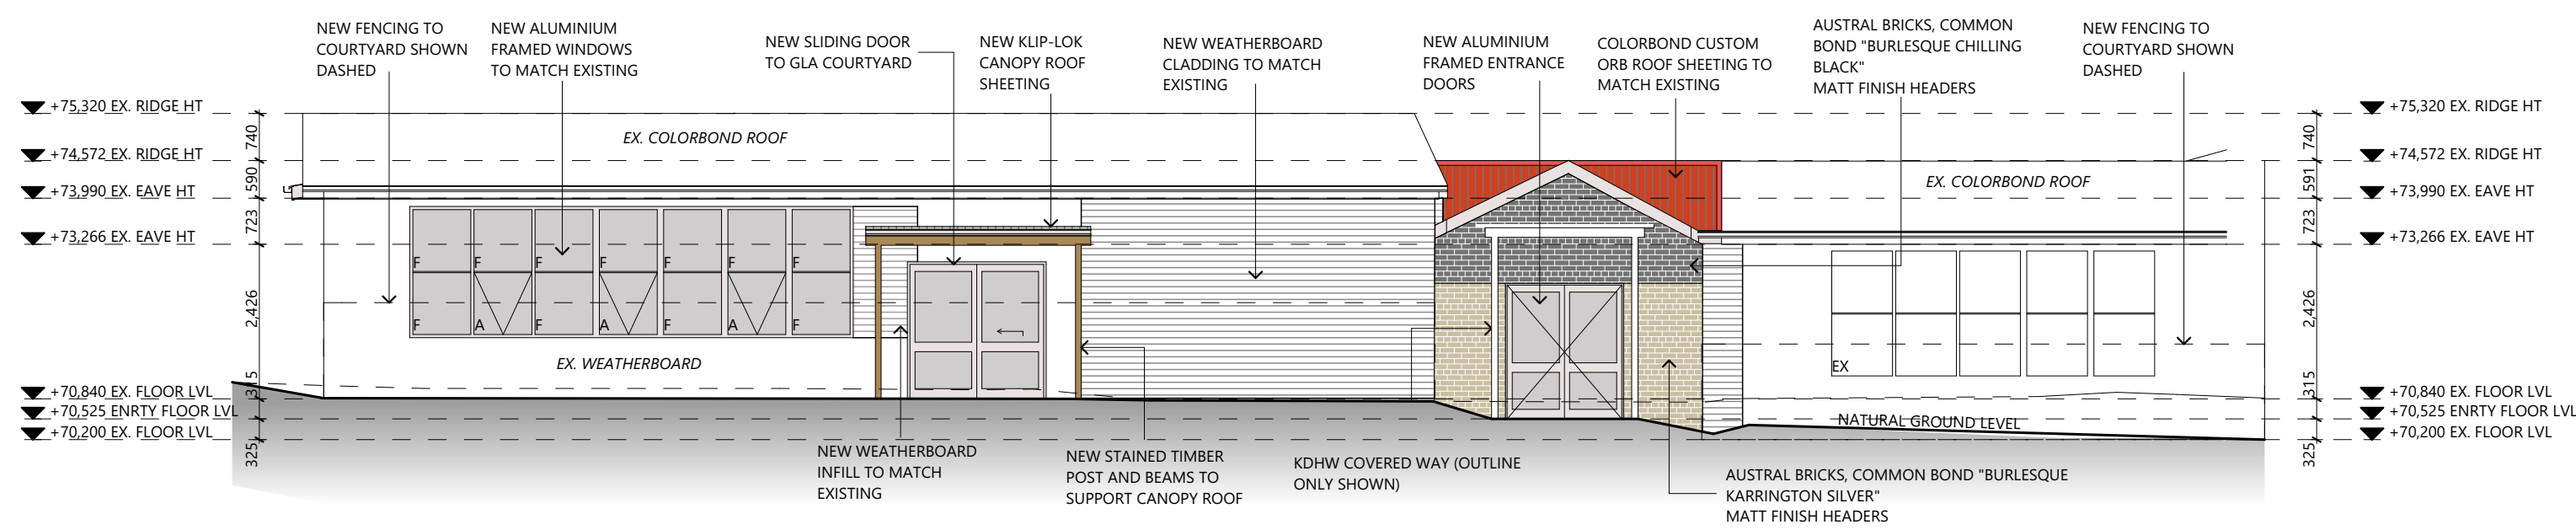 NEW FENCING TO
COURTYARD SHOWN
DASHED
NEW ALUMINIUM
FRAMED WINDOWS
TO MATCH EXISTING
NEW SLIDING DOOR
TO GLA COURTYARD
NEW KLIP-LOK
CANOPY ROOF
SHEETING
NEW WEATHERBOARD
CLADDING TO MATCH
EXISTING
NEW ALUMINIUM
FRAMED ENTRANCE
DOORS
COLORBOND CUSTOM
ORB ROOF SHEETING TO
MATCH EXISTING
AUSTRAL BRICKS, COMMON
BOND "BURLESQUE CHILLING
BLACK"
MATT FINISH HEADERS
NEW FENCING TO
COURTYARD SHOWN
DASHED
+75,320 EX. RIDGE HT
+74,572 EX. RIDGE HT
+73,990 EX. EAVE HT
+73,266 EX. EAVE HT
+70,840 EX. FLOOR LVL
+70,525 ENRTY FLOOR LVL
+70,200 EX. FLOOR LVL
740
590
723
2,426
315
325
EX. COLORBOND ROOF
F F F F F F F
F A F A F A F
EX. WEATHERBOARD
EX. COLORBOND ROOF
EX
NATURAL GROUND LEVEL
740
591
723
2,426
315
325
+75,320 EX. RIDGE HT
+74,572 EX. RIDGE HT
+73,990 EX. EAVE HT
+73,266 EX. EAVE HT
+70,840 EX. FLOOR LVL
+70,525 ENRTY FLOOR LVL
+70,200 EX. FLOOR LVL
NEW WEATHERBOARD
INFILL TO MATCH
EXISTING
NEW STAINED TIMBER
POST AND BEAMS TO
SUPPORT CANOPY ROOF
KDHW COVERED WAY (OUTLINE
ONLY SHOWN)
AUSTRAL BRICKS, COMMON BOND "BURLESQUE
KARRINGTON SILVER"
MATT FINISH HEADERS